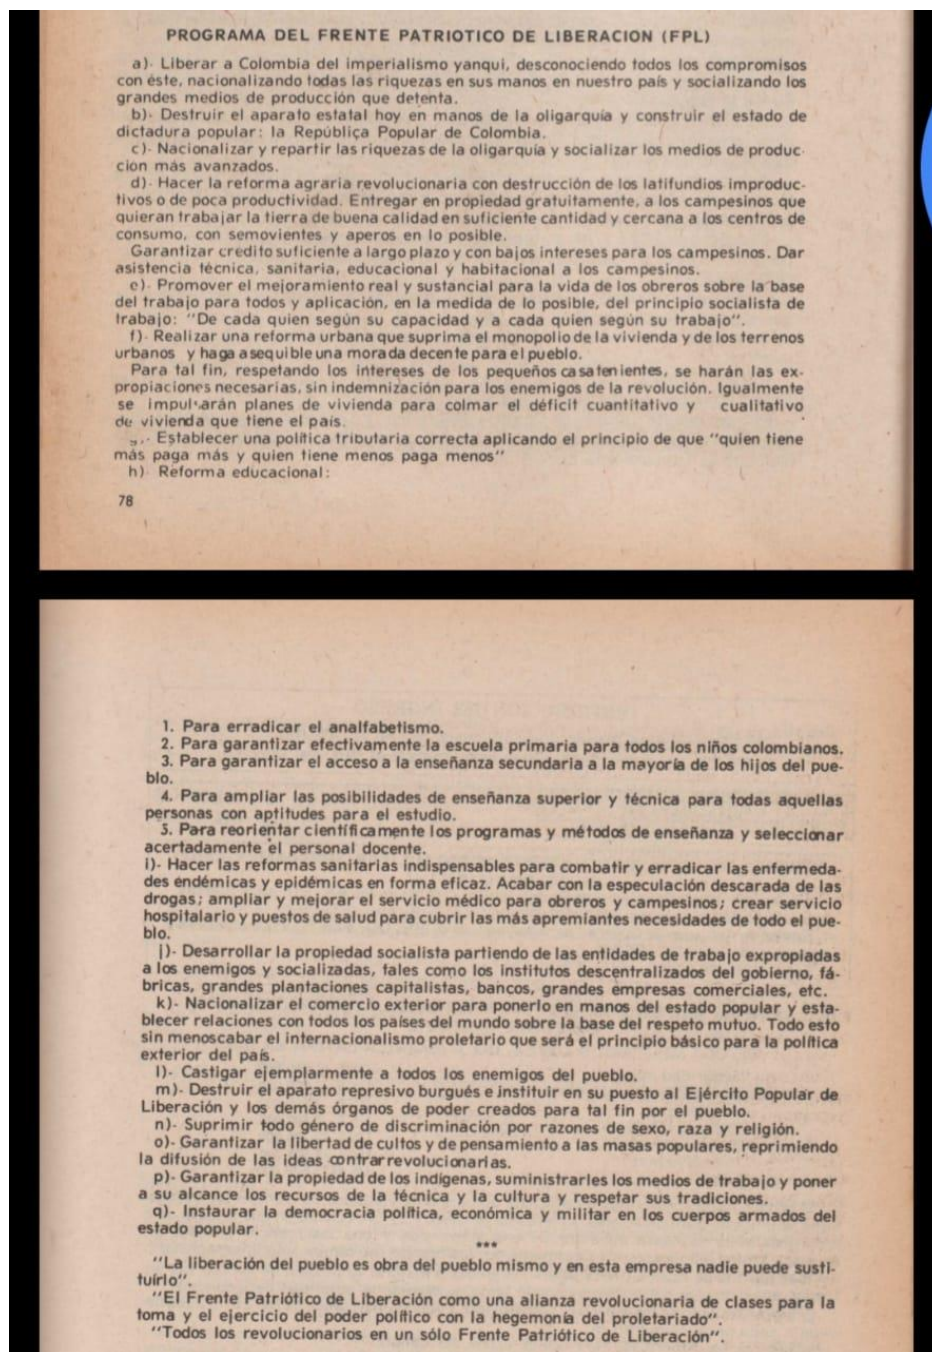 PROGRAMA DEL FRENTE PATRIOTICO DE LIBERACION (FPL)
a)- Liberar a Colombia del imperialismo yanqui, desconociendo todos los compromisos
con éste, nacionalizando todas las riquezas en sus manos en nuestro país y socializando los
grandes medios de producción que detenta.
b)- Destruir el aparato estatal hoy en manos de la oligarquía y construir el estado de
dictadura popular: la República Popular de Colombia.
c)- Nacionalizar y repartir las riquezas de la oligarquía y socializar los medios de produc-
ción más avanzados.
d)- Hacer la reforma agraria revolucionaria con destrucción de los latifundios improduc-
tivos o de poca productividad. Entregar en propiedad gratuitamente, a los campesinos que
quieran trabajar la tierra de buena calidad en suficiente cantidad y cercana a los centros de
consumo, con semovientes y aperos en lo posible.
Garantizar crédito suficiente a largo plazo y con bajos intereses para los campesinos. Dar
asistencia técnica, sanitaria, educacional y habitacional a los campesinos.
e)- Promover el mejoramiento real y sustancial para la vida de los obreros sobre la base
del trabajo para todos y aplicación, en la medida de lo posible, del principio socialista de
trabajo: "De cada quien según su capacidad y a cada quien según su trabajo".
f)- Realizar una reforma urbana que suprima el monopolio de la vivienda y de los terrenos
urbanos y haga asequible una morada decente para el pueblo.
Para tal fin, respetando los intereses de los pequeños casatenientes, se harán las ex-
propiaciones necesarias, sin indemnización para los enemigos de la revolución. Igualmente
se impulsarán planes de vivienda para colmar el déficit cuantitativo y cualitativo
de vivienda que tiene el país.
Establecer una política tributaria correcta aplicando el principio de que "quien tiene
más paga más y quien tiene menos paga menos"
h)- Reforma educacional:
78
1. Para erradicar el analfabetismo.
2. Para garantizar efectivamente la escuela primaria para todos los niños colombianos.
3. Para garantizar el acceso a la enseñanza secundaria a la mayoría de los hijos del pue-
blo.
4. Para ampliar las posibilidades de enseñanza superior y técnica para todas aquellas
personas con aptitudes para el estudio.
5. Para reorientar científicamente los programas y métodos de enseñanza y seleccionar
acertadamente el personal docente.
i)- Hacer las reformas sanitarias indispensables para combatir y erradicar las enfermeda-
des endémicas y epidémicas en forma eficaz. Acabar con la especulación descarada de las
drogas; ampliar y mejorar el servicio médico para obreros y campesinos; crear servicio
hospitalario y puestos de salud para cubrir las más apremiantes necesidades de todo el pue-
blo.
j)- Desarrollar la propiedad socialista partiendo de las entidades de trabajo expropiadas
a los enemigos y socializadas, tales como los institutos descentralizados del gobierno, fá-
bricas, grandes plantaciones capitalistas, bancos, grandes empresas comerciales, etc.
k)- Nacionalizar el comercio exterior para ponerlo en manos del estado popular y esta-
blecer relaciones con todos los países del mundo sobre la base del respeto mutuo. Todo esto
sin menoscabar el internacionalismo proletario que será el principio básico para la política
exterior del país.
l)- Castigar ejemplarmente a todos los enemigos del pueblo.
m)- Destruir el aparato represivo burgués e instituir en su puesto al Ejército Popular de
Liberación y los demás órganos de poder creados para tal fin por el pueblo.
n)- Suprimir todo género de discriminación por razones de sexo, raza y religión.
o)- Garantizar la libertad de cultos y de pensamiento a las masas populares, reprimiendo
la difusión de las ideas contrarrevolucionarias.
p)- Garantizar la propiedad de los indígenas, suministrarles los medios de trabajo y poner
a su alcance los recursos de la técnica y la cultura y respetar sus tradiciones.
q)- Instaurar la democracia política, económica y militar en los cuerpos armados del
estado popular.
***
"La liberación del pueblo es obra del pueblo mismo y en esta empresa nadie puede susti-
tuírlo".
"El Frente Patriótico de Liberación como una alianza revolucionaria de clases para la
toma y el ejercicio del poder político con la hegemonía del proletariado".
"Todos los revolucionarios en un sólo Frente Patriótico de Liberación".